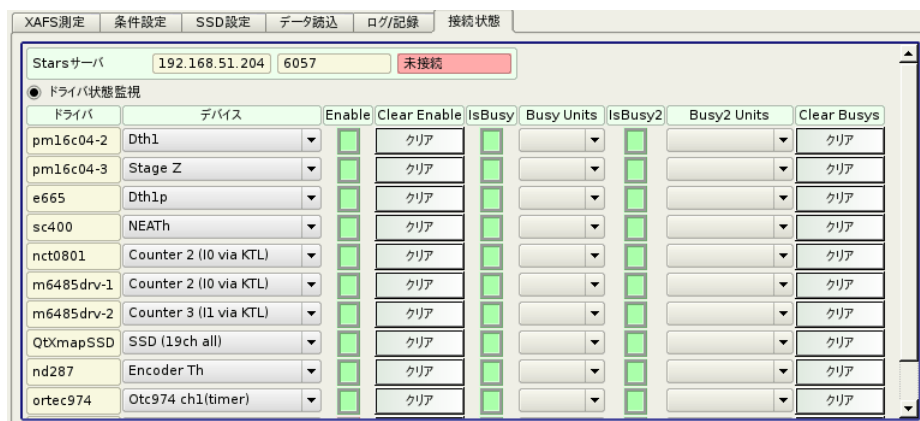 XAFS測定 条件設定 SSD設定 データ読込 ログ/記録 接続状態
Starsサーバ 192.168.51.204 6057 未接続
ドライバ状態監視
ドライバ デバイス Enable Clear Enable IsBusy Busy Units IsBusy2 Busy2 Units Clear Busys
pm16c04-2 Dth1 クリア クリア
pm16c04-3 Stage Z クリア クリア
e665 Dth1p クリア クリア
sc400 NEATh クリア クリア
nct0801 Counter 2 (I0 via KTL) クリア クリア
m6485drv-1 Counter 2 (I0 via KTL) クリア クリア
m6485drv-2 Counter 3 (I1 via KTL) クリア クリア
QtXmapSSD SSD (19ch all) クリア クリア
nd287 Encoder Th クリア クリア
ortec974 Otc974 ch1(timer) クリア クリア